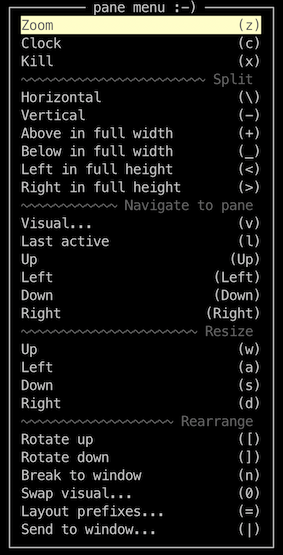 pane menu :-)
Zoom (z)
Clock (c)
Kill (x)
~~~~~~~~~~~~~~~~~~~~~~~~ Split
Horizontal (\)
Vertical (-)
Above in full width (+)
Below in full width (_)
Left in full height (<)
Right in full height (>)
~~~~~~~~~~~~ Navigate to pane
Visual... (v)
Last active (l)
Up (Up)
Left (Left)
Down (Down)
Right (Right)
~~~~~~~~~~~~~~~~~~~~~~~ Resize
Up (w)
Left (a)
Down (s)
Right (d)
~~~~~~~~~~~~~~~~~~~~ Rearrange
Rotate up ([)
Rotate down (])
Break to window (n)
Swap visual... (0)
Layout prefixes... (=)
Send to window... (|)